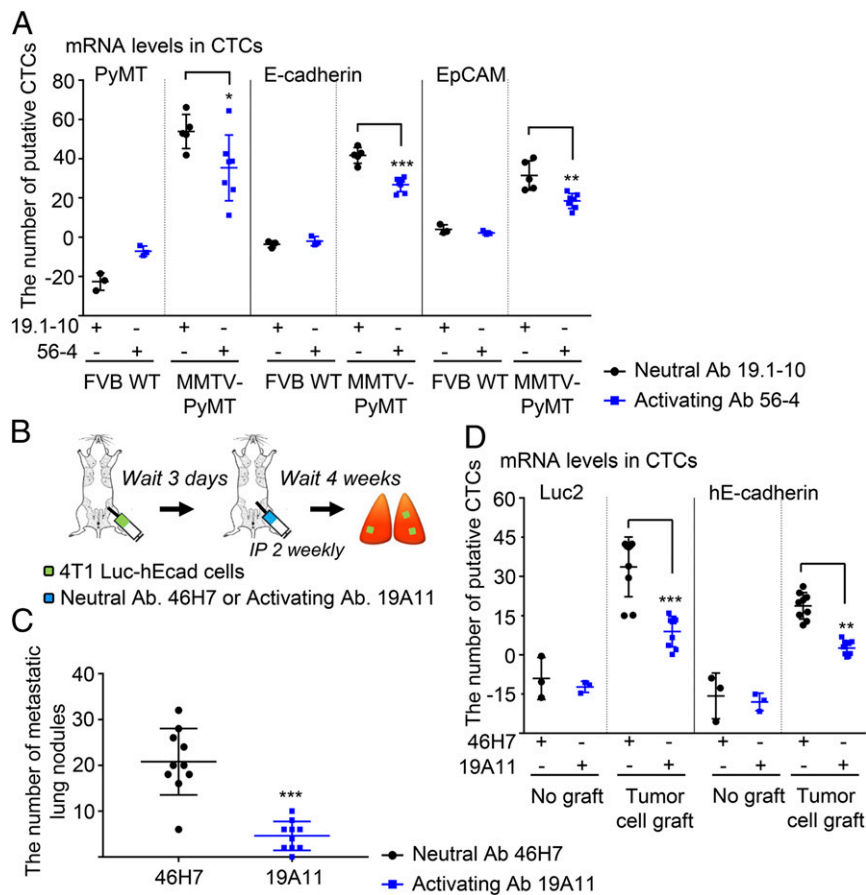 A
mRNA levels in CTCs
PyMT E-cadherin EpCAM
The number of putative CTCs
80
60
40
20
0
-20
* *** **
19.1-10 + - + - + - + - + - + -
56-4 - + - + - + - + - + - +
FVB WT MMTV-PyMT FVB WT MMTV-PyMT FVB WT MMTV-PyMT
Neutral Ab 19.1-10
Activating Ab 56-4
B
Wait 3 days Wait 4 weeks
IP 2 weekly
4T1 Luc-hEcad cells
Neutral Ab. 46H7 or Activating Ab. 19A11
C
The number of metastatic
lung nodules
40
30
20
10
***
46H7 19A11
Neutral Ab 46H7
Activating Ab 19A11
D
mRNA levels in CTCs
Luc2 hE-cadherin
The number of putative CTCs
60
45
30
15
0
-15
*** **
46H7 + - + - + - + -
19A11 - + - + - + - +
No graft Tumor cell graft No graft Tumor cell graft